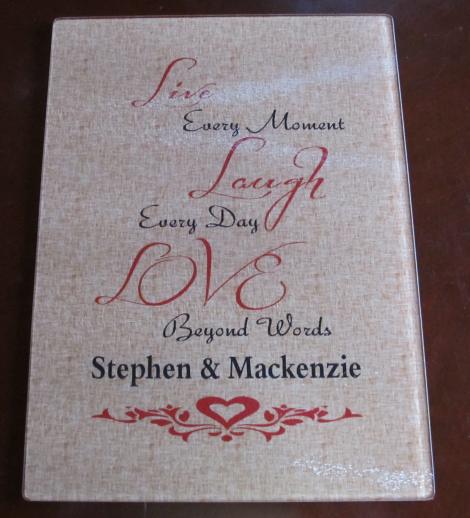 Live
Every Moment
Laugh
Every Day
LOVE
Beyond Words
Stephen & Mackenzie